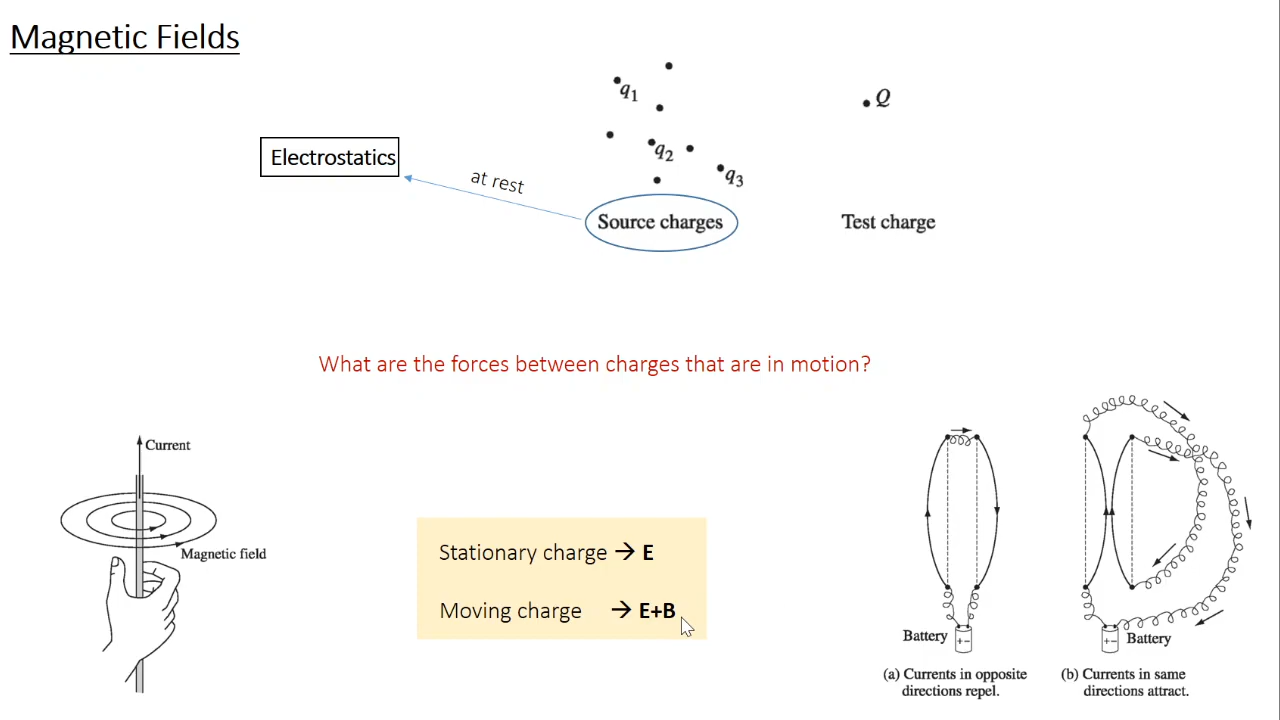 Magnetic Fields
q1
Q
Electrostatics
q2
at rest
q3
Source charges
Test charge
What are the forces between charges that are in motion?
Current
Magnetic field
Stationary charge → E
Moving charge → E+B
Battery
+−
(a) Currents in opposite
directions repel.
+−
Battery
(b) Currents in same
directions attract.